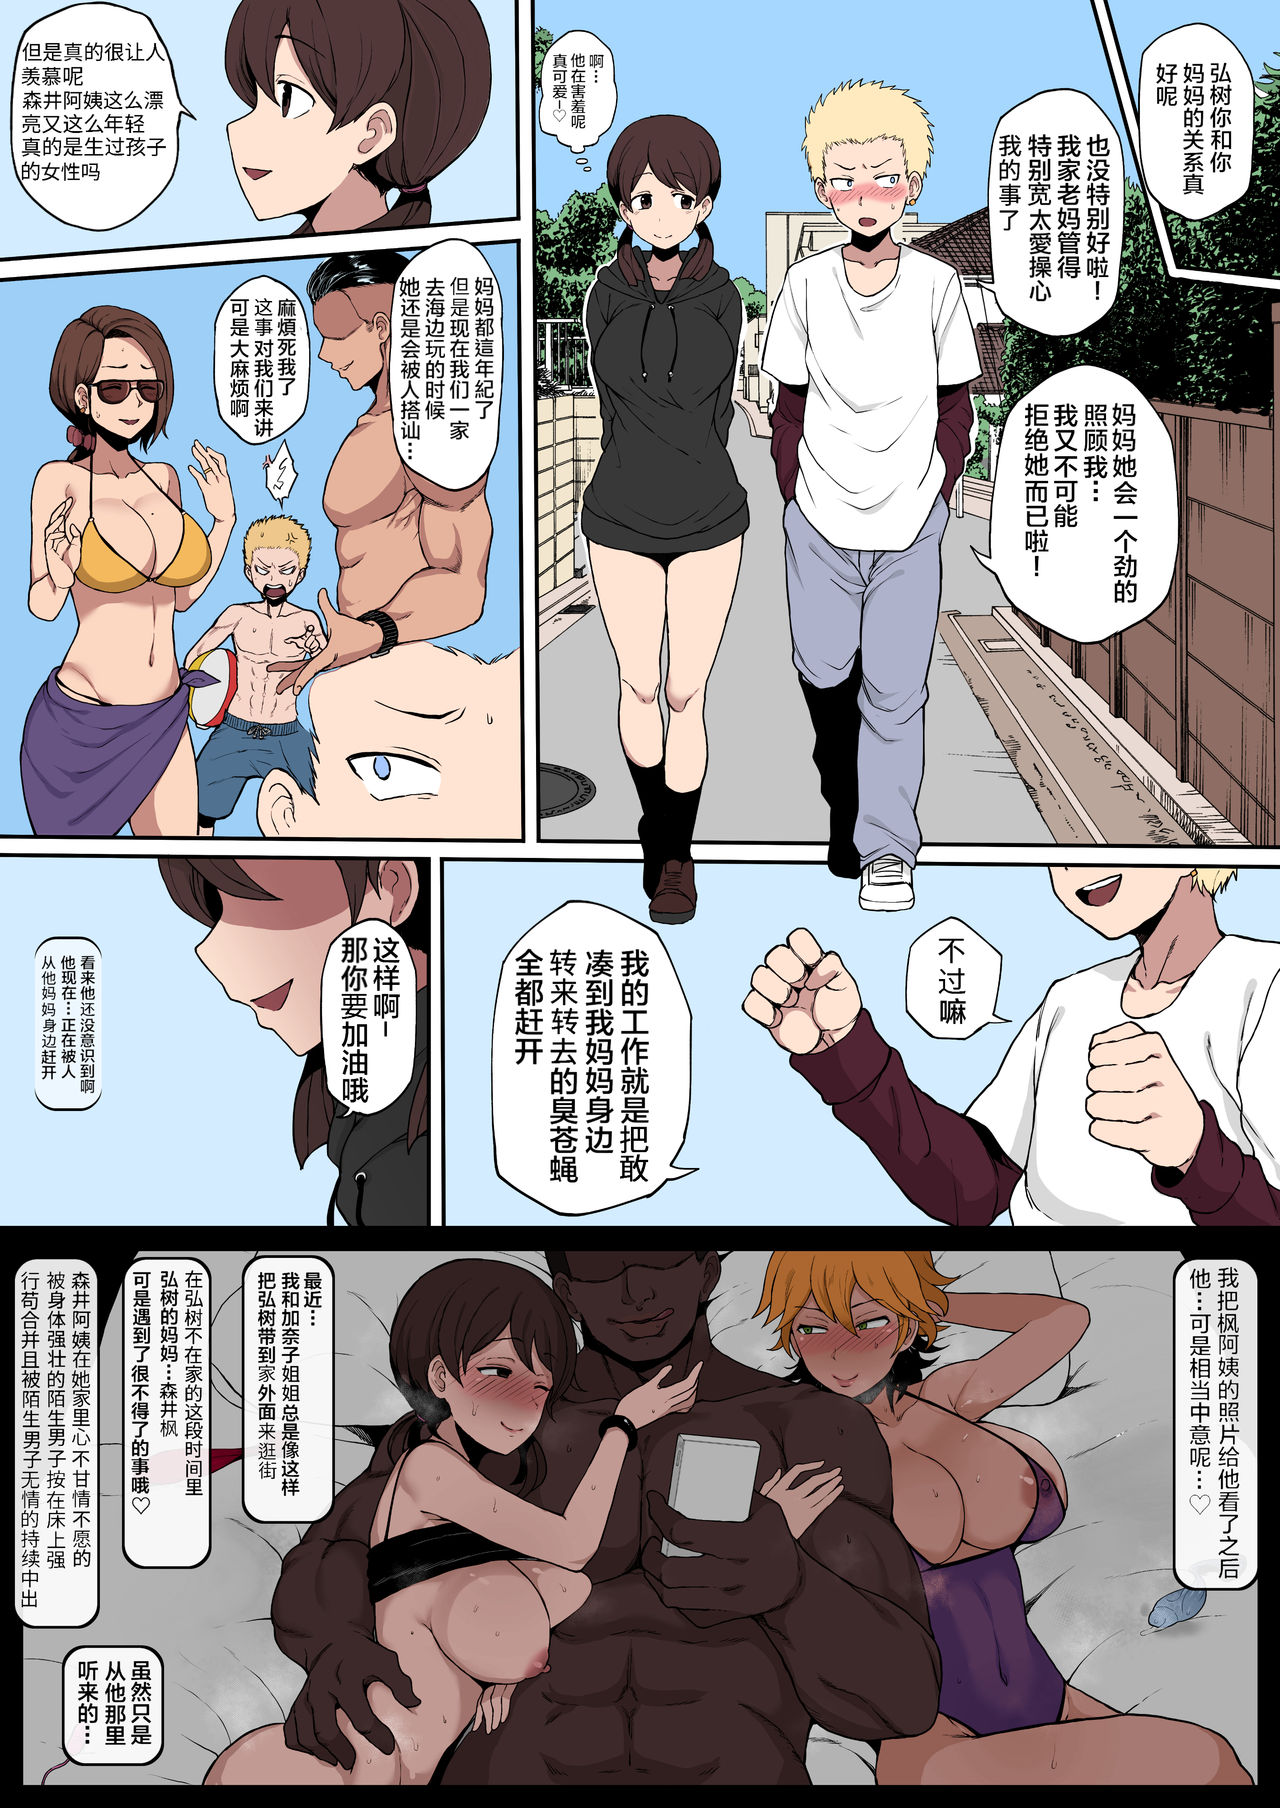 弘树你和你
妈妈的关系真
好呢
也没特别好啦！
我家老妈管得
特别宽太愛操心
我的事了
啊…
他在害羞呢
真可爱~♡
妈妈她会一个劲的
照顾我…
我又不可能
拒绝她而已啦！
但是真的很让人
羡慕呢
森井阿姨这么漂
亮又这么年轻
真的是生过孩子
的女性吗
妈妈都這年紀了
但是现在我们一家
去海边玩的时候
她还是会被人搭讪…
麻煩死我了
这事对我们来讲
可是大麻烦啊
不过嘛
我的工作就是把敢
凑到我妈妈身边
转来转去的臭苍蝇
全都赶开
这样啊~
那你要加油哦
看来他还没意识到啊
他现在…正在被人
从他妈妈身边赶开
我把枫阿姨的照片给他看了之后
他…可是相当中意呢…♡
最近…
我和加奈子姐姐总是像这样
把弘树带到家外面来逛街
在弘树不在家的这段时间里
弘树的妈妈…森井枫
可是遇到了很不得了的事哦♡
森井阿姨在她家里心不甘情不愿的
被身体强壮的陌生男子按在床上强
行苟合并且被陌生男子无情的持续中出
虽然只是
从他那里
听来的…